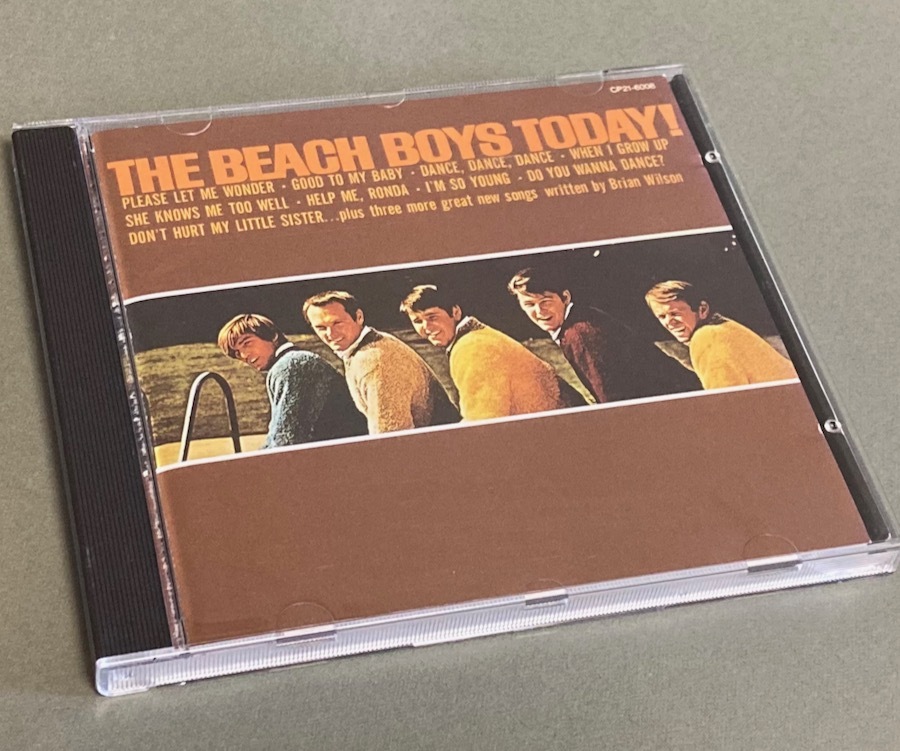 CP21-6008
THE BEACH BOYS TODAY!
PLEASE LET ME WONDER · GOOD TO MY BABY · DANCE, DANCE, DANCE · WHEN I GROW UP
SHE KNOWS ME TOO WELL · HELP ME, RONDA · I'M SO YOUNG · DO YOU WANNA DANCE?
DON'T HURT MY LITTLE SISTER...plus three more great new songs written by Brian Wilson